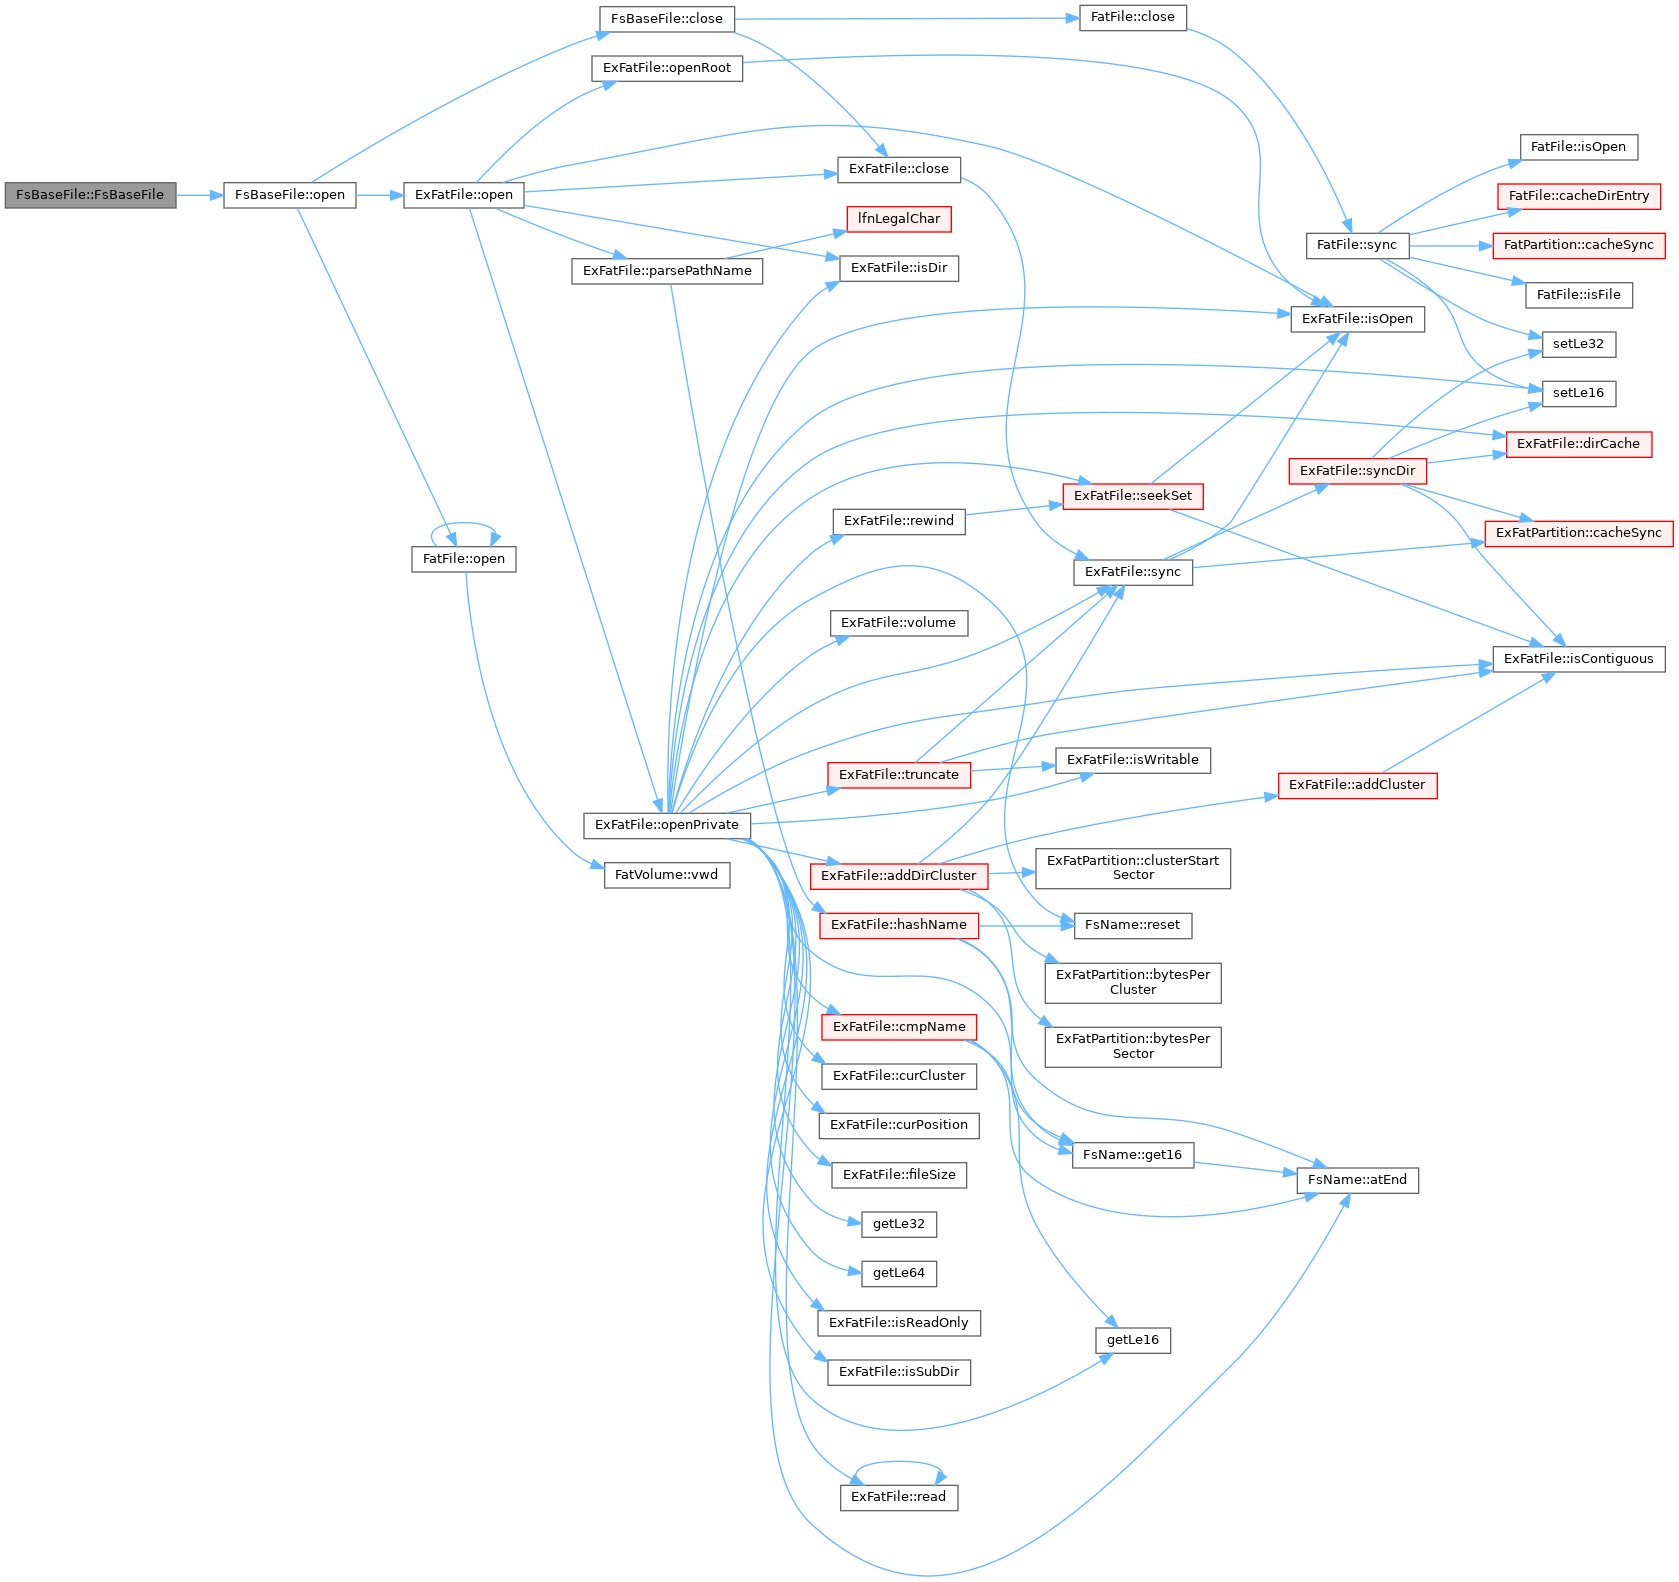 FsBaseFile::close
FatFile::close
ExFatFile::openRoot
FatFile::isOpen
ExFatFile::close
FsBaseFile::FsBaseFile
FsBaseFile::open
ExFatFile::open
FatFile::cacheDirEntry
lfnLegalChar
FatFile::sync
FatPartition::cacheSync
ExFatFile::parsePathName
ExFatFile::isDir
FatFile::isFile
ExFatFile::isOpen
setLe32
setLe16
ExFatFile::dirCache
ExFatFile::syncDir
ExFatFile::seekSet
ExFatFile::rewind
ExFatPartition::cacheSync
FatFile::open
ExFatFile::sync
ExFatFile::volume
ExFatFile::isContiguous
ExFatFile::isWritable
ExFatFile::truncate
ExFatFile::addCluster
ExFatFile::openPrivate
ExFatPartition::clusterStart
Sector
FatVolume::vwd
ExFatFile::addDirCluster
ExFatFile::hashName
FsName::reset
ExFatPartition::bytesPer
Cluster
ExFatFile::cmpName
ExFatPartition::bytesPer
Sector
ExFatFile::curCluster
ExFatFile::curPosition
FsName::get16
ExFatFile::fileSize
FsName::atEnd
getLe32
getLe64
ExFatFile::isReadOnly
getLe16
ExFatFile::isSubDir
ExFatFile::read